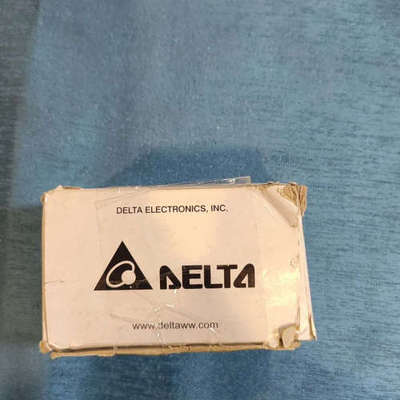 DELTA ELECTRONICS, INC.
DELTA
www.deltaww.com